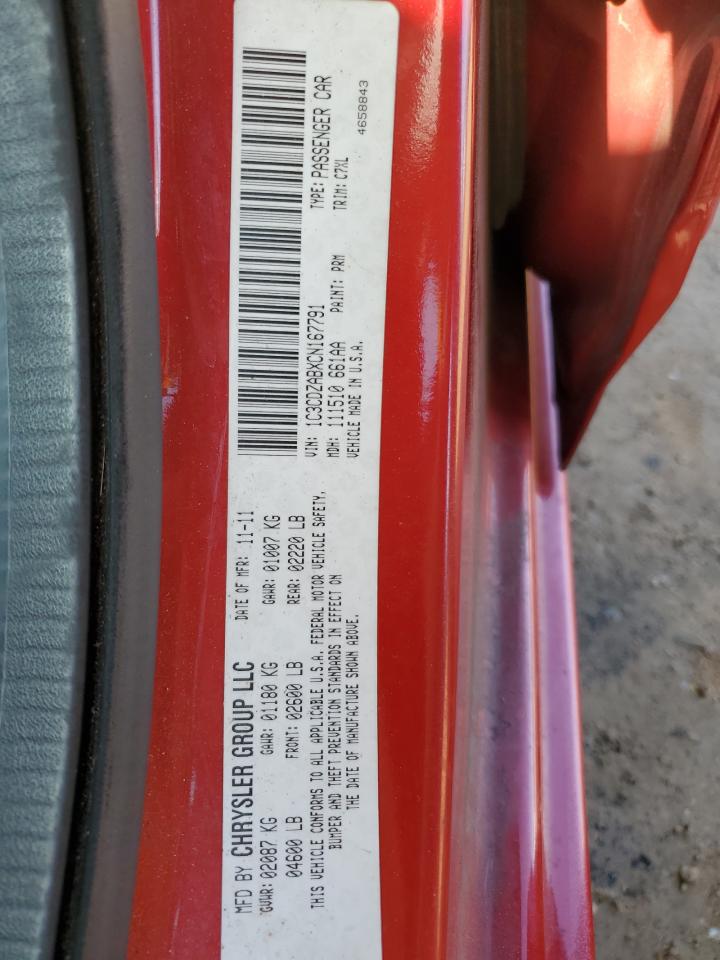 MFD BY CHRYSLER GROUP LLC DATE OF MFR: 11-11
GVWR: 02087 KG GAWR: 01180 KG GAWR: 01007 KG
04600 LB FRONT: 02600 LB REAR: 02220 LB
THIS VEHICLE CONFORMS TO ALL APPLICABLE U.S.A. FEDERAL MOTOR VEHICLE SAFETY,
BUMPER AND THEFT PREVENTION STANDARDS IN EFFECT ON
THE DATE OF MANUFACTURE SHOWN ABOVE.
VIN: 1C3CDZABXCN167791 TYPE: PASSENGER CAR
MDH: 111510 661AA PAINT: PRM TRIM: C7XL
VEHICLE MADE IN U.S.A. 4658843